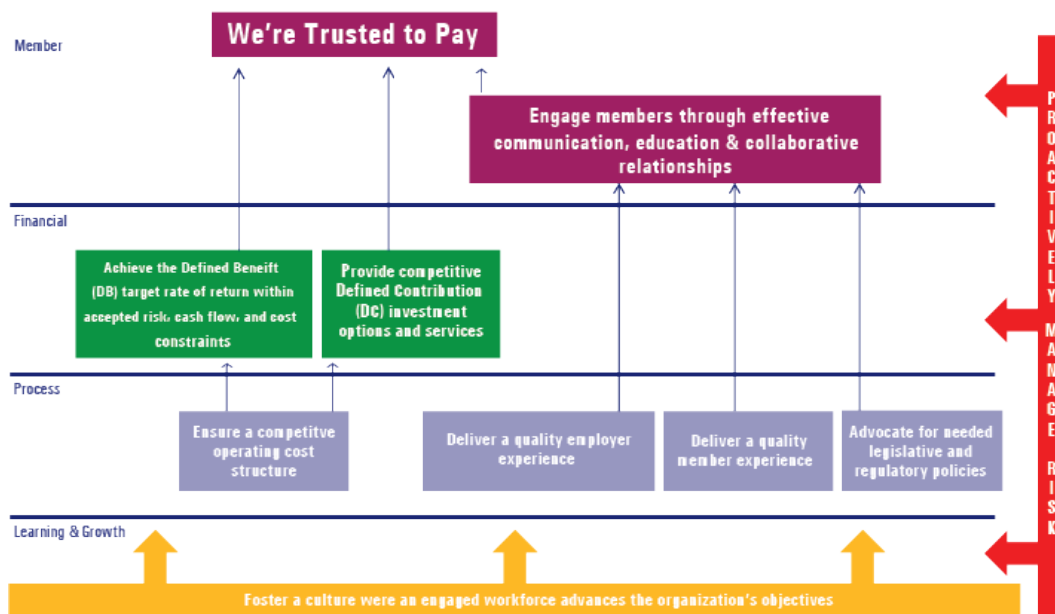 Member
We're Trusted to Pay
Engage members through effective
communication, education & collaborative
relationships
Financial
Achieve the Defined Beneift
(DB) target rate of return within
accepted risk, cash flow, and cost
constraints
Provide competitive
Defined Contribution
(DC) investment
options and services
Process
Ensure a competitve
operating cost
structure
Deliver a quality employer
experience
Deliver a quality
member experience
Advocate for needed
legislative and
regulatory policies
Learning & Growth
Foster a culture were an engaged workforce advances the organization's objectives
PROACTIVELY MANAGE RISK